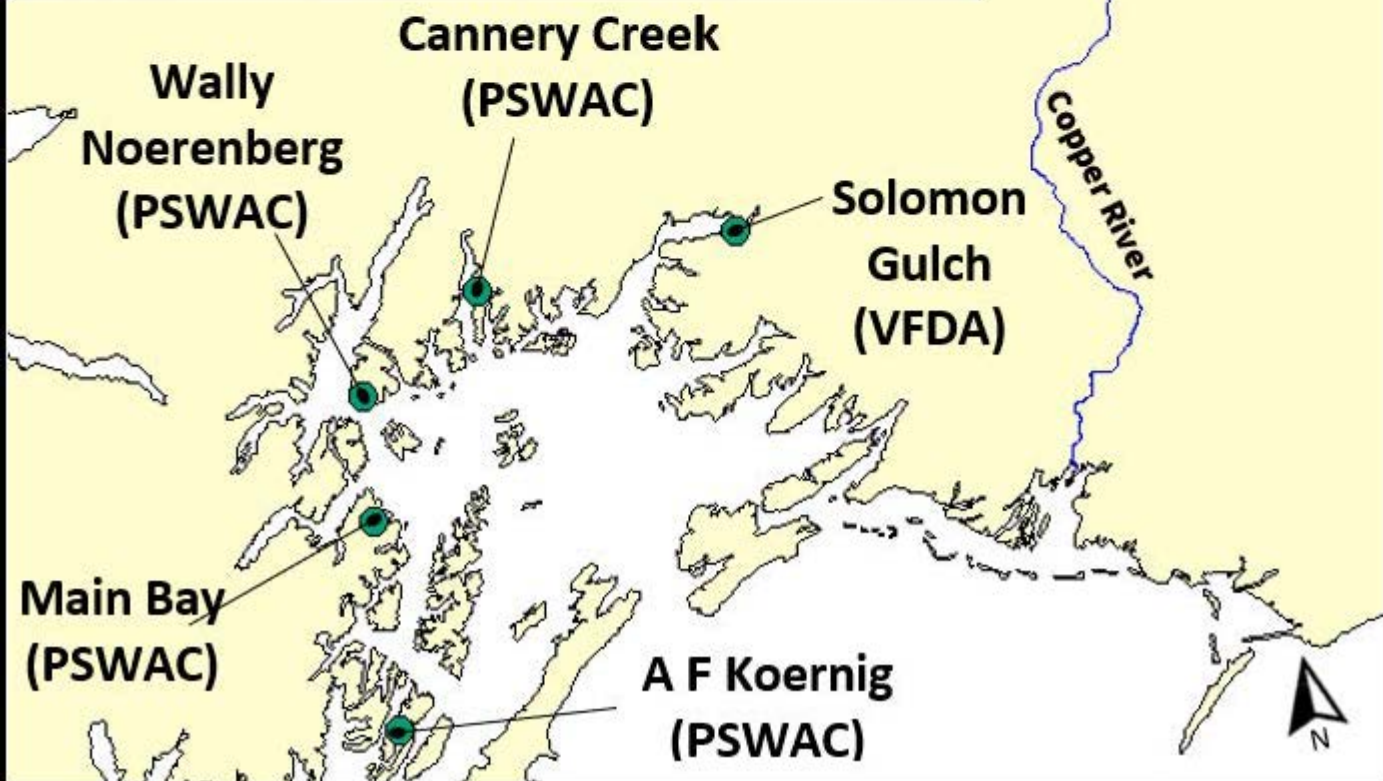 Cannery Creek
(PSWAC)
Wally
Noerenberg
(PSWAC)
Copper River
Solomon
Gulch
(VFDA)
Main Bay
(PSWAC)
A F Koernig
(PSWAC)
N